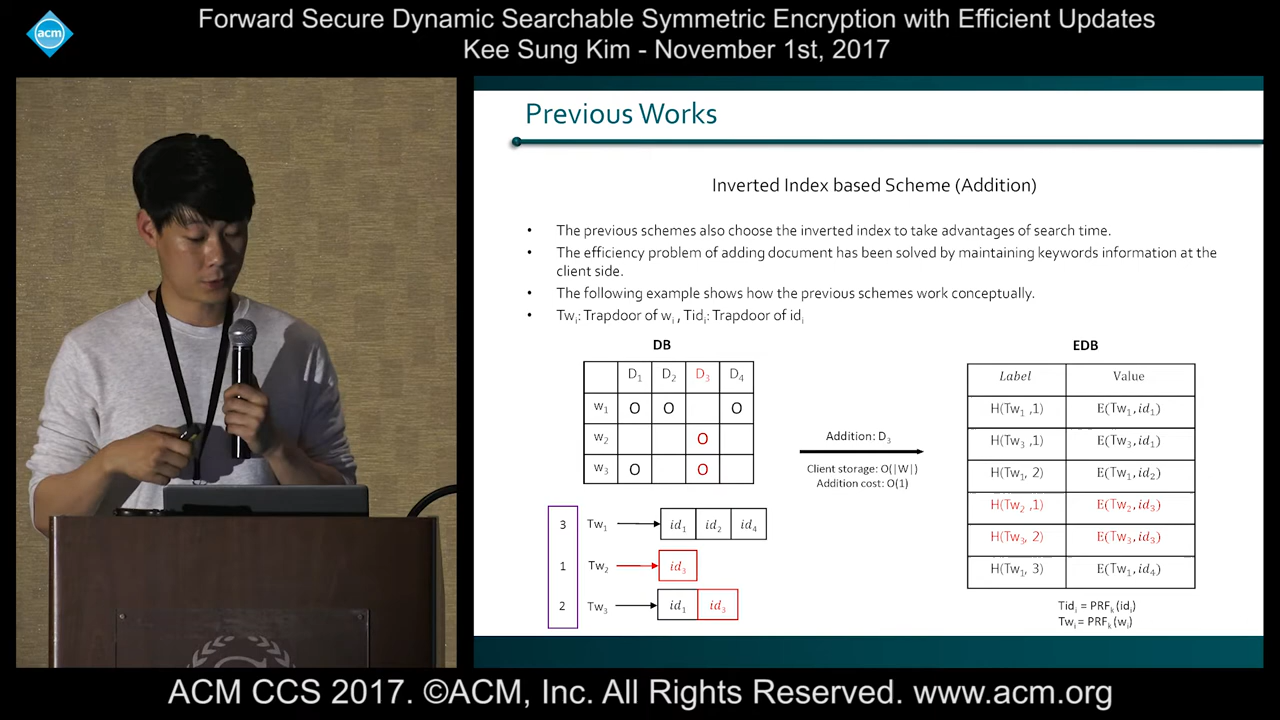 acm
Forward Secure Dynamic Searchable Symmetric Encryption with Efficient Updates
Kee Sung Kim - November 1st, 2017
Previous Works
Inverted Index based Scheme (Addition)
• The previous schemes also choose the inverted index to take advantages of search time.
• The efficiency problem of adding document has been solved by maintaining keywords information at the
client side.
• The following example shows how the previous schemes work conceptually.
• Twᵢ: Trapdoor of wᵢ , Tidᵢ: Trapdoor of idᵢ
DB
D₁ D₂ D₃ D₄
w₁ O O O
w₂ O
w₃ O O
3 Tw₁ id₁ id₂ id₄
1 Tw₂ id₃
2 Tw₃ id₁ id₃
Addition: D₃
Client storage: O(|W|)
Addition cost: O(1)
EDB
Label Value
H(Tw₁ ,1) E(Tw₁, id₁)
H(Tw₃ ,1) E(Tw₃, id₁)
H(Tw₁, 2) E(Tw₁, id₂)
H(Tw₂ ,1) E(Tw₂, id₃)
H(Tw₃, 2) E(Tw₃, id₃)
H(Tw₁, 3) E(Tw₁, id₄)
Tidᵢ = PRFₖ(idᵢ)
Twᵢ = PRFₖ(wᵢ)
ACM CCS 2017. ©ACM, Inc. All Rights Reserved. www.acm.org